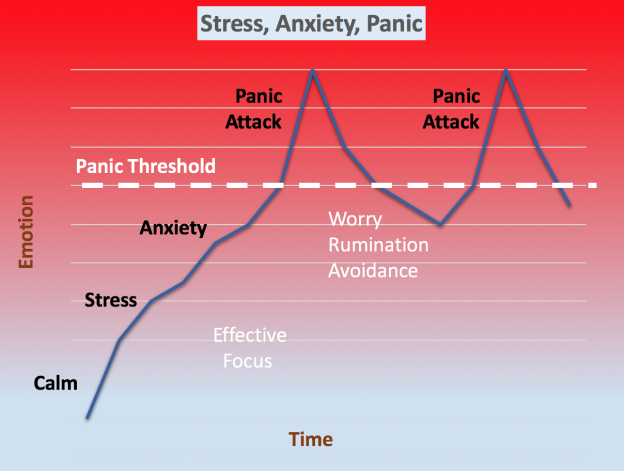 Stress, Anxiety, Panic
Panic
Attack
Panic
Attack
Panic Threshold
Anxiety
Worry
Rumination
Avoidance
Emotion
Stress
Effective
Focus
Calm
Time